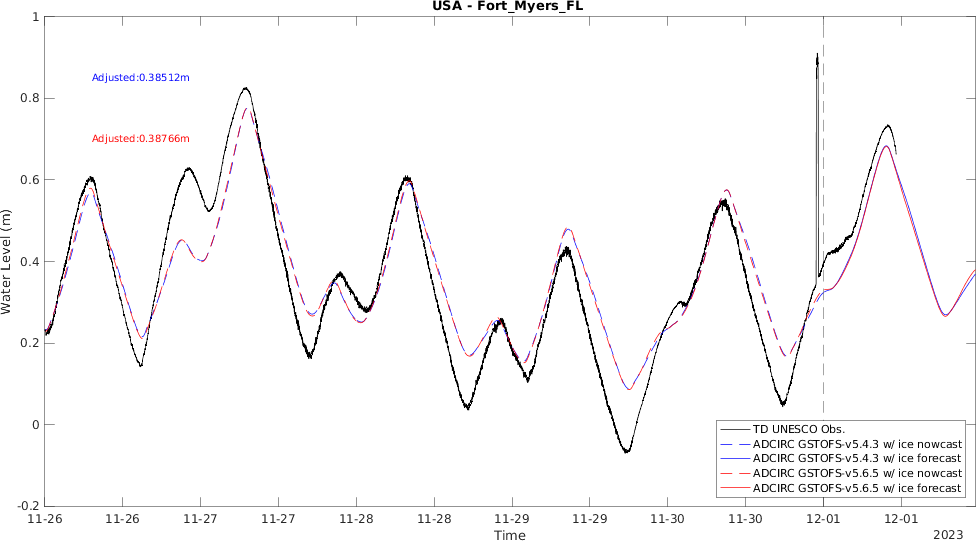 USA - Fort_Myers_FL
Adjusted:0.38512m
Adjusted:0.38766m
Water Level (m)
1
0.8
0.6
0.4
0.2
0
-0.2
TD UNESCO Obs.
ADCIRC GSTOFS-v5.4.3 w/ ice nowcast
ADCIRC GSTOFS-v5.4.3 w/ ice forecast
ADCIRC GSTOFS-v5.6.5 w/ ice nowcast
ADCIRC GSTOFS-v5.6.5 w/ ice forecast
11-26 11-26 11-27 11-27 11-28 11-28 11-29 11-29 11-30 11-30 12-01 12-01
Time
2023